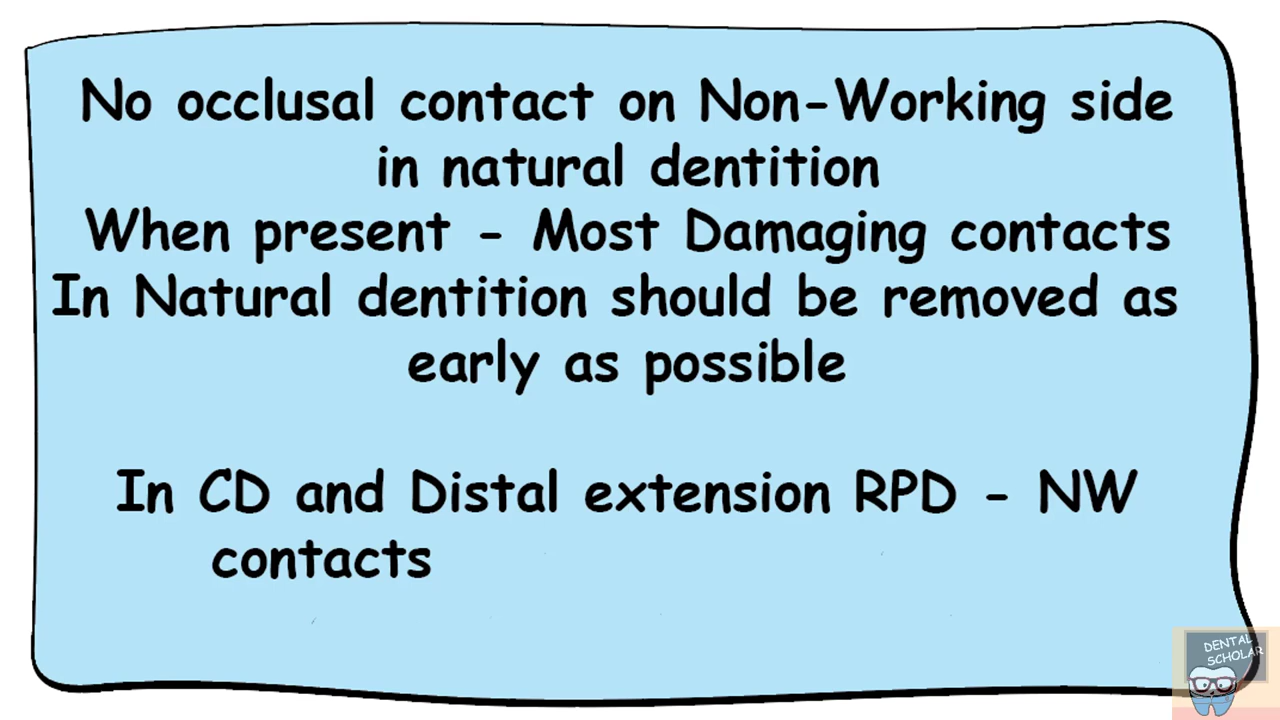 No occlusal contact on Non-Working side
in natural dentition
When present - Most Damaging contacts
In Natural dentition should be removed as
early as possible
In CD and Distal extension RPD - NW
contacts
DENTAL
SCHOLAR